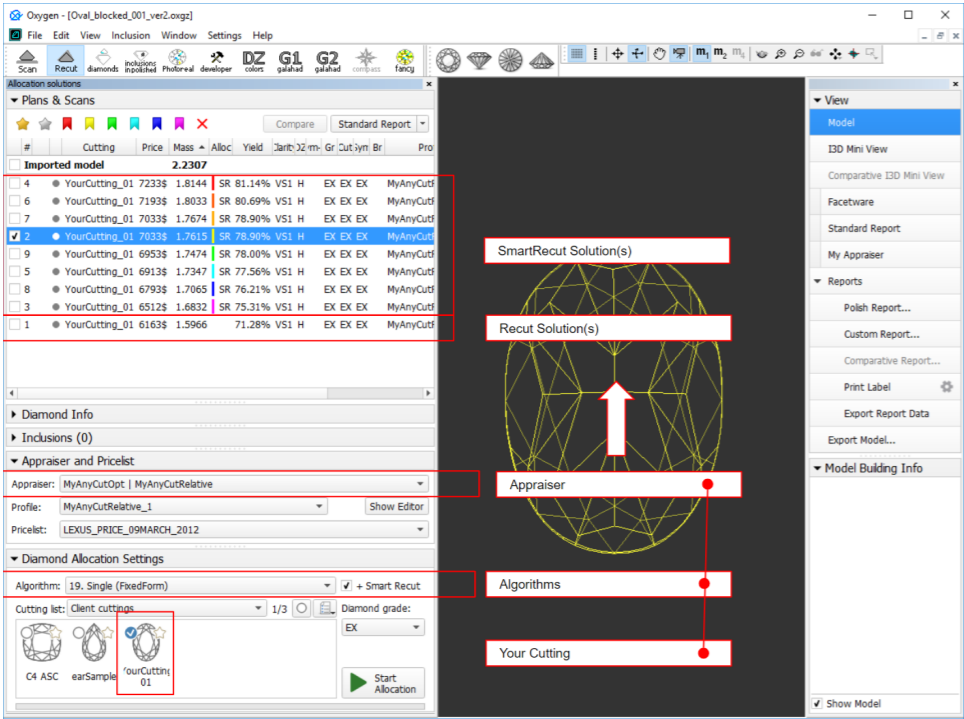 Oxygen - [Oval_blocked_001_ver2.oxgz]
File Edit View Inclusion Window Settings Help
Scan Recut diamonds inclusions inpolished Photoreal developer DZ colors G1 galahad G2 galahad compass fancy m1 m2 m4
Allocation solutions
Plans & Scans
Compare Standard Report
# Cutting Price Mass Alloc Yield Clarity Gr Cut Sym Br Pro
Imported model 2.2307
4 YourCutting_01 7233$ 1.8144 SR 81.14% VS1 H EX EX EX MyAnyCutF
6 YourCutting_01 7193$ 1.8033 SR 80.69% VS1 H EX EX EX MyAnyCutF
7 YourCutting_01 7033$ 1.7674 SR 78.90% VS1 H EX EX EX MyAnyCutF
2 YourCutting_01 7033$ 1.7615 SR 78.90% VS1 H EX EX EX MyAnyCutF
9 YourCutting_01 6953$ 1.7474 SR 78.00% VS1 H EX EX EX MyAnyCutF
5 YourCutting_01 6913$ 1.7347 SR 77.56% VS1 H EX EX EX MyAnyCutF
8 YourCutting_01 6793$ 1.7065 SR 76.21% VS1 H EX EX EX MyAnyCutF
3 YourCutting_01 6512$ 1.6832 SR 75.31% VS1 H EX EX EX MyAnyCutF
1 YourCutting_01 6163$ 1.5966 71.28% VS1 H EX EX EX MyAnyCutF
Diamond Info
Inclusions (0)
Appraiser and Pricelist
Appraiser: MyAnyCutOpt | MyAnyCutRelative
Profile: MyAnyCutRelative_1 Show Editor
Pricelist: LEXUS_PRICE_09MARCH_2012
Diamond Allocation Settings
Algorithm: 19. Single (FixedForm) + Smart Recut
Cutting list: Client cuttings 1/3 Diamond grade:
EX
C4 ASC earSample YourCutting
01
Start
Allocation
SmartRecut Solution(s)
Recut Solution(s)
Appraiser
Algorithms
Your Cutting
View
Model
I3D Mini View
Comparative I3D Mini View
Facetware
Standard Report
My Appraiser
Reports
Polish Report...
Custom Report...
Comparative Report...
Print Label
Export Report Data
Export Model...
Model Building Info
Show Model